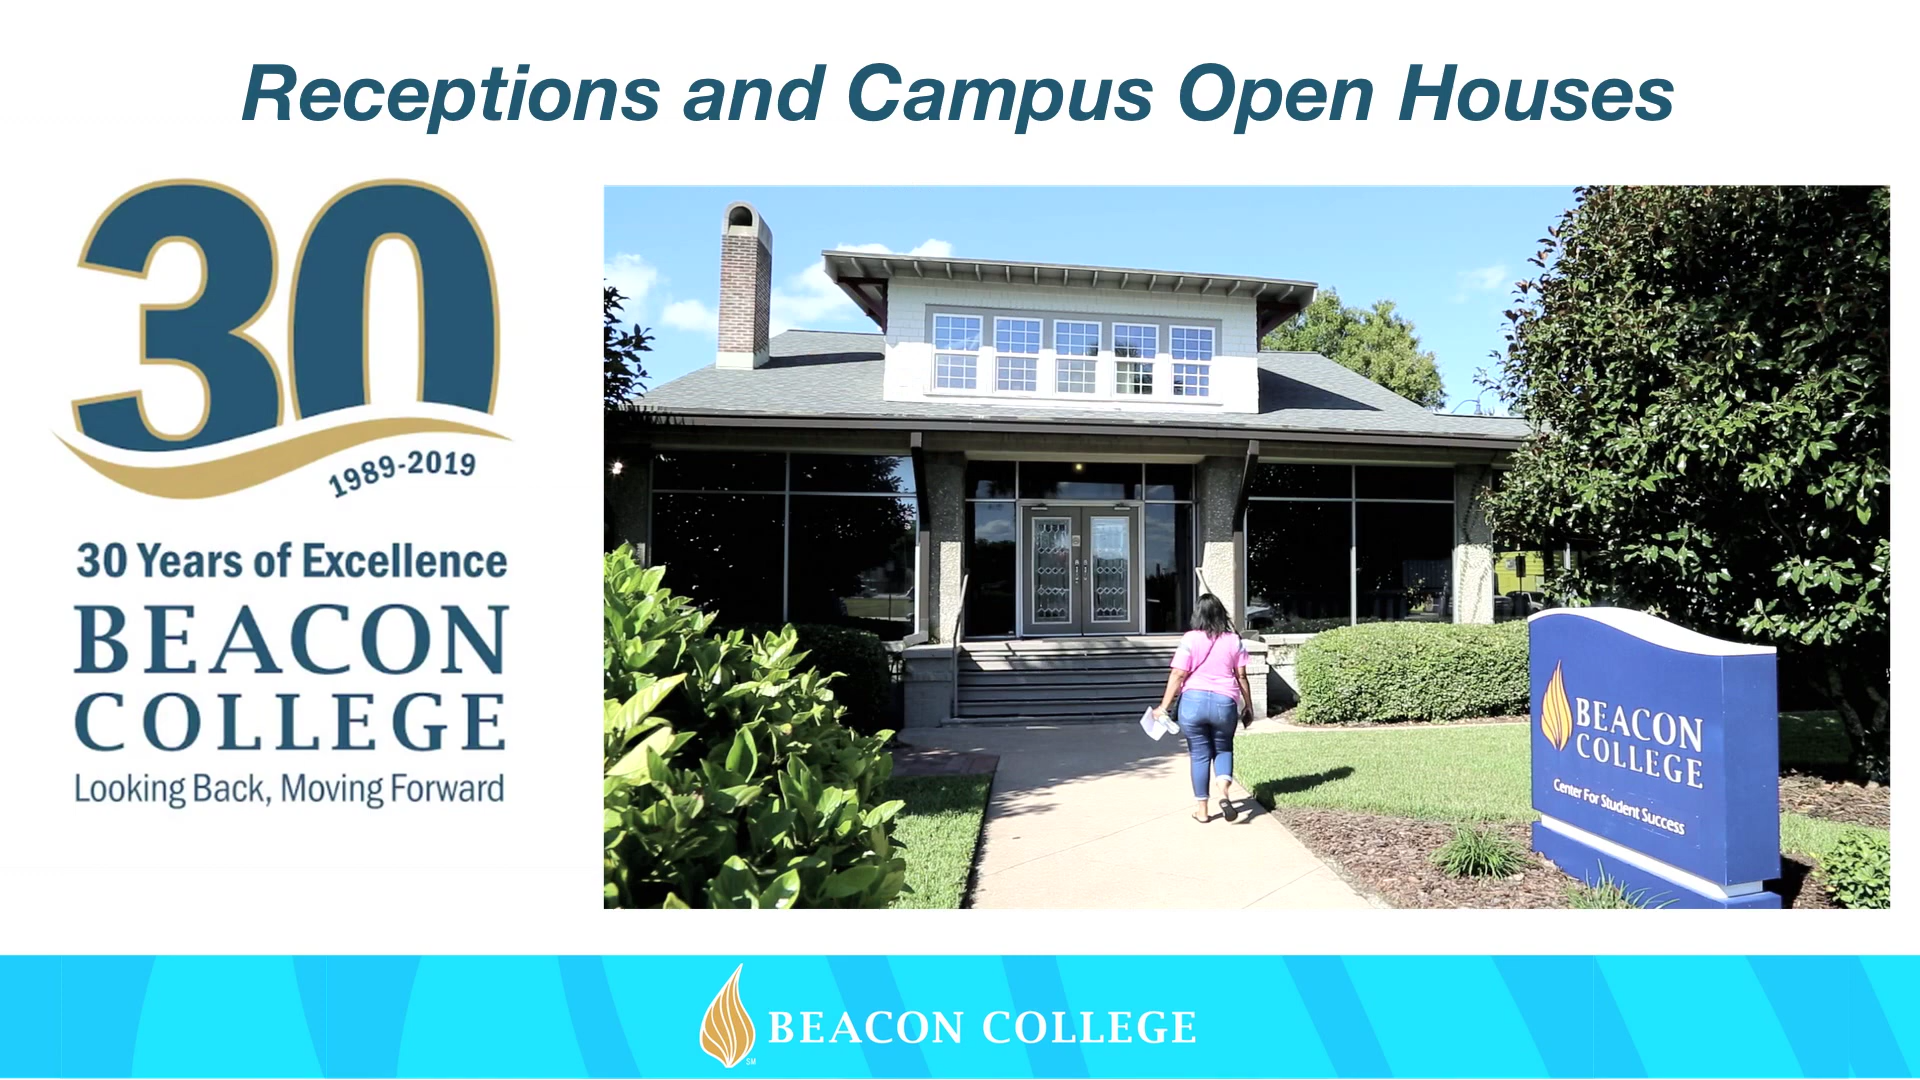 Receptions and Campus Open Houses
30
1989-2019
30 Years of Excellence
BEACON
COLLEGE
Looking Back, Moving Forward
BEACON
COLLEGE
Center For Student Success
BEACON COLLEGE
SM